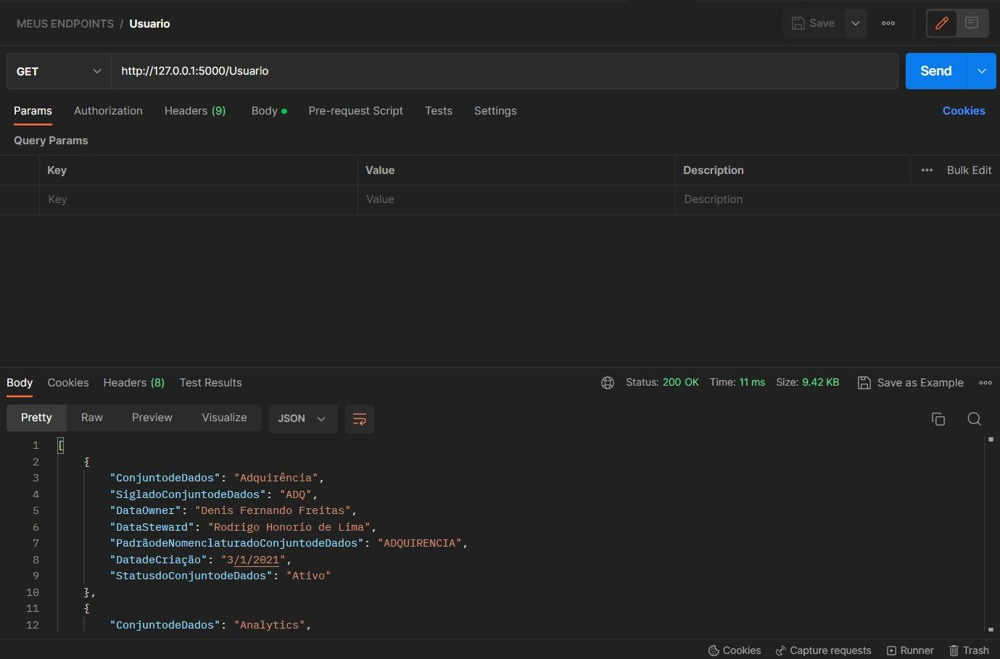 MEUS ENDPOINTS / Usuario
Save
GET
http://127.0.0.1:5000/Usuario
Send
Params Authorization Headers (9) Body Pre-request Script Tests Settings Cookies
Query Params
Key Value Description Bulk Edit
Key Value Description
Body Cookies Headers (8) Test Results Status: 200 OK Time: 11 ms Size: 9.42 KB Save as Example
Pretty Raw Preview Visualize JSON
1 [
2 {
3 "ConjuntodeDados": "Adquirência",
4 "SigladoConjuntodeDados": "ADQ",
5 "DataOwner": "Denis Fernando Freitas",
6 "DataSteward": "Rodrigo Honorio de Lima",
7 "PadrãodeNomenclaturadoConjuntodeDados": "ADQUIRENCIA",
8 "DatadeCriação": "3/1/2021",
9 "StatusdoConjuntodeDados": "Ativo"
10 },
11 {
12 "ConjuntodeDados": "Analytics",
Cookies Capture requests Runner Trash